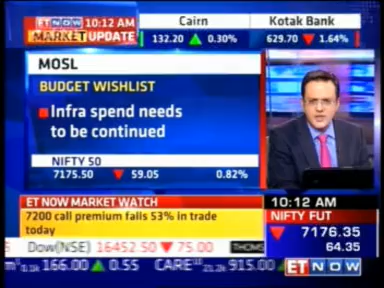 ET NOW 10:12 AM
MARKET UPDATE
Cairn
132.20 ▲ 0.30%
Kotak Bank
629.70 ▼ 1.64%
MOSL
BUDGET WISHLIST
Infra spend needs
to be continued
NIFTY 50
7175.50 ▼ 59.05 0.82%
ET NOW MARKET WATCH
7200 call premium falls 53% in trade
today
10:12 AM
NIFTY FUT
▼ 7176.35
64.35
Dow(NSE) 16452.50 ▼ 75.00 THOMS
166.00 ▲ 0.55 CARE 915.00
ET NOW